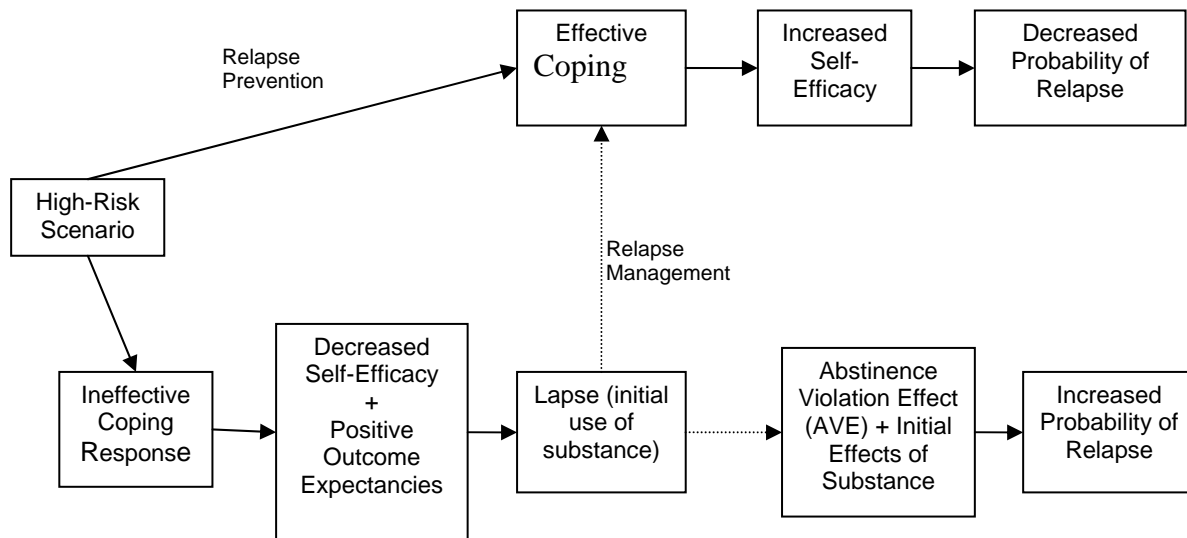 Effective
Coping
Increased
Self-
Efficacy
Decreased
Probability of
Relapse
Relapse
Prevention
High-Risk
Scenario
Relapse
Management
Ineffective
Coping
Response
Decreased
Self-Efficacy
+
Positive
Outcome
Expectancies
Lapse (initial
use of
substance)
Abstinence
Violation Effect
(AVE) + Initial
Effects of
Substance
Increased
Probability of
Relapse